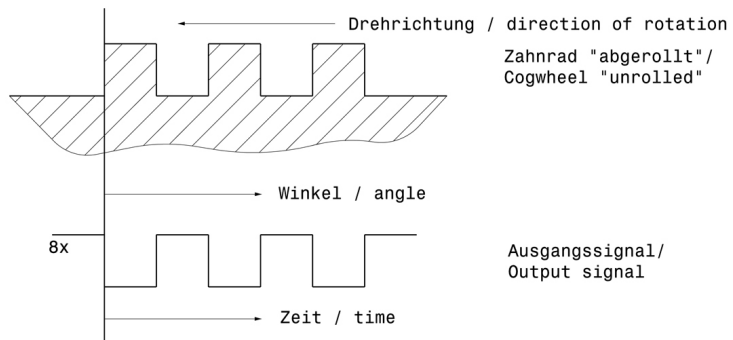 Drehrichtung / direction of rotation
Zahnrad "abgerollt"/
Cogwheel "unrolled"
Winkel / angle
8x
Ausgangssignal/
Output signal
Zeit / time